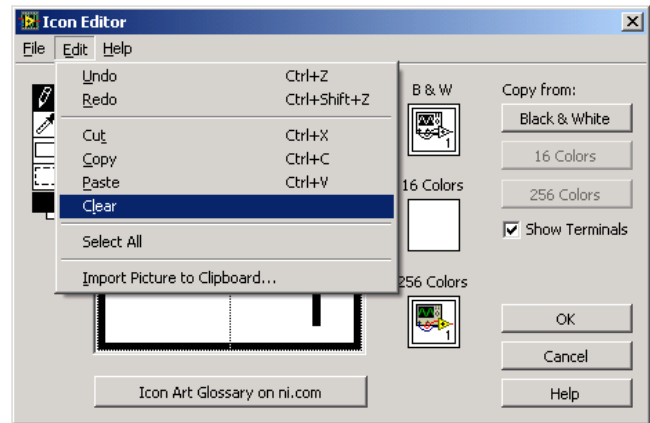 Icon Editor
File Edit Help
Undo Ctrl+Z
Redo Ctrl+Shift+Z
Cut Ctrl+X
Copy Ctrl+C
Paste Ctrl+V
Clear
Select All
Import Picture to Clipboard...
B & W
1
16 Colors
256 Colors
1
Copy from:
Black & White
16 Colors
256 Colors
Show Terminals
OK
Cancel
Help
Icon Art Glossary on ni.com